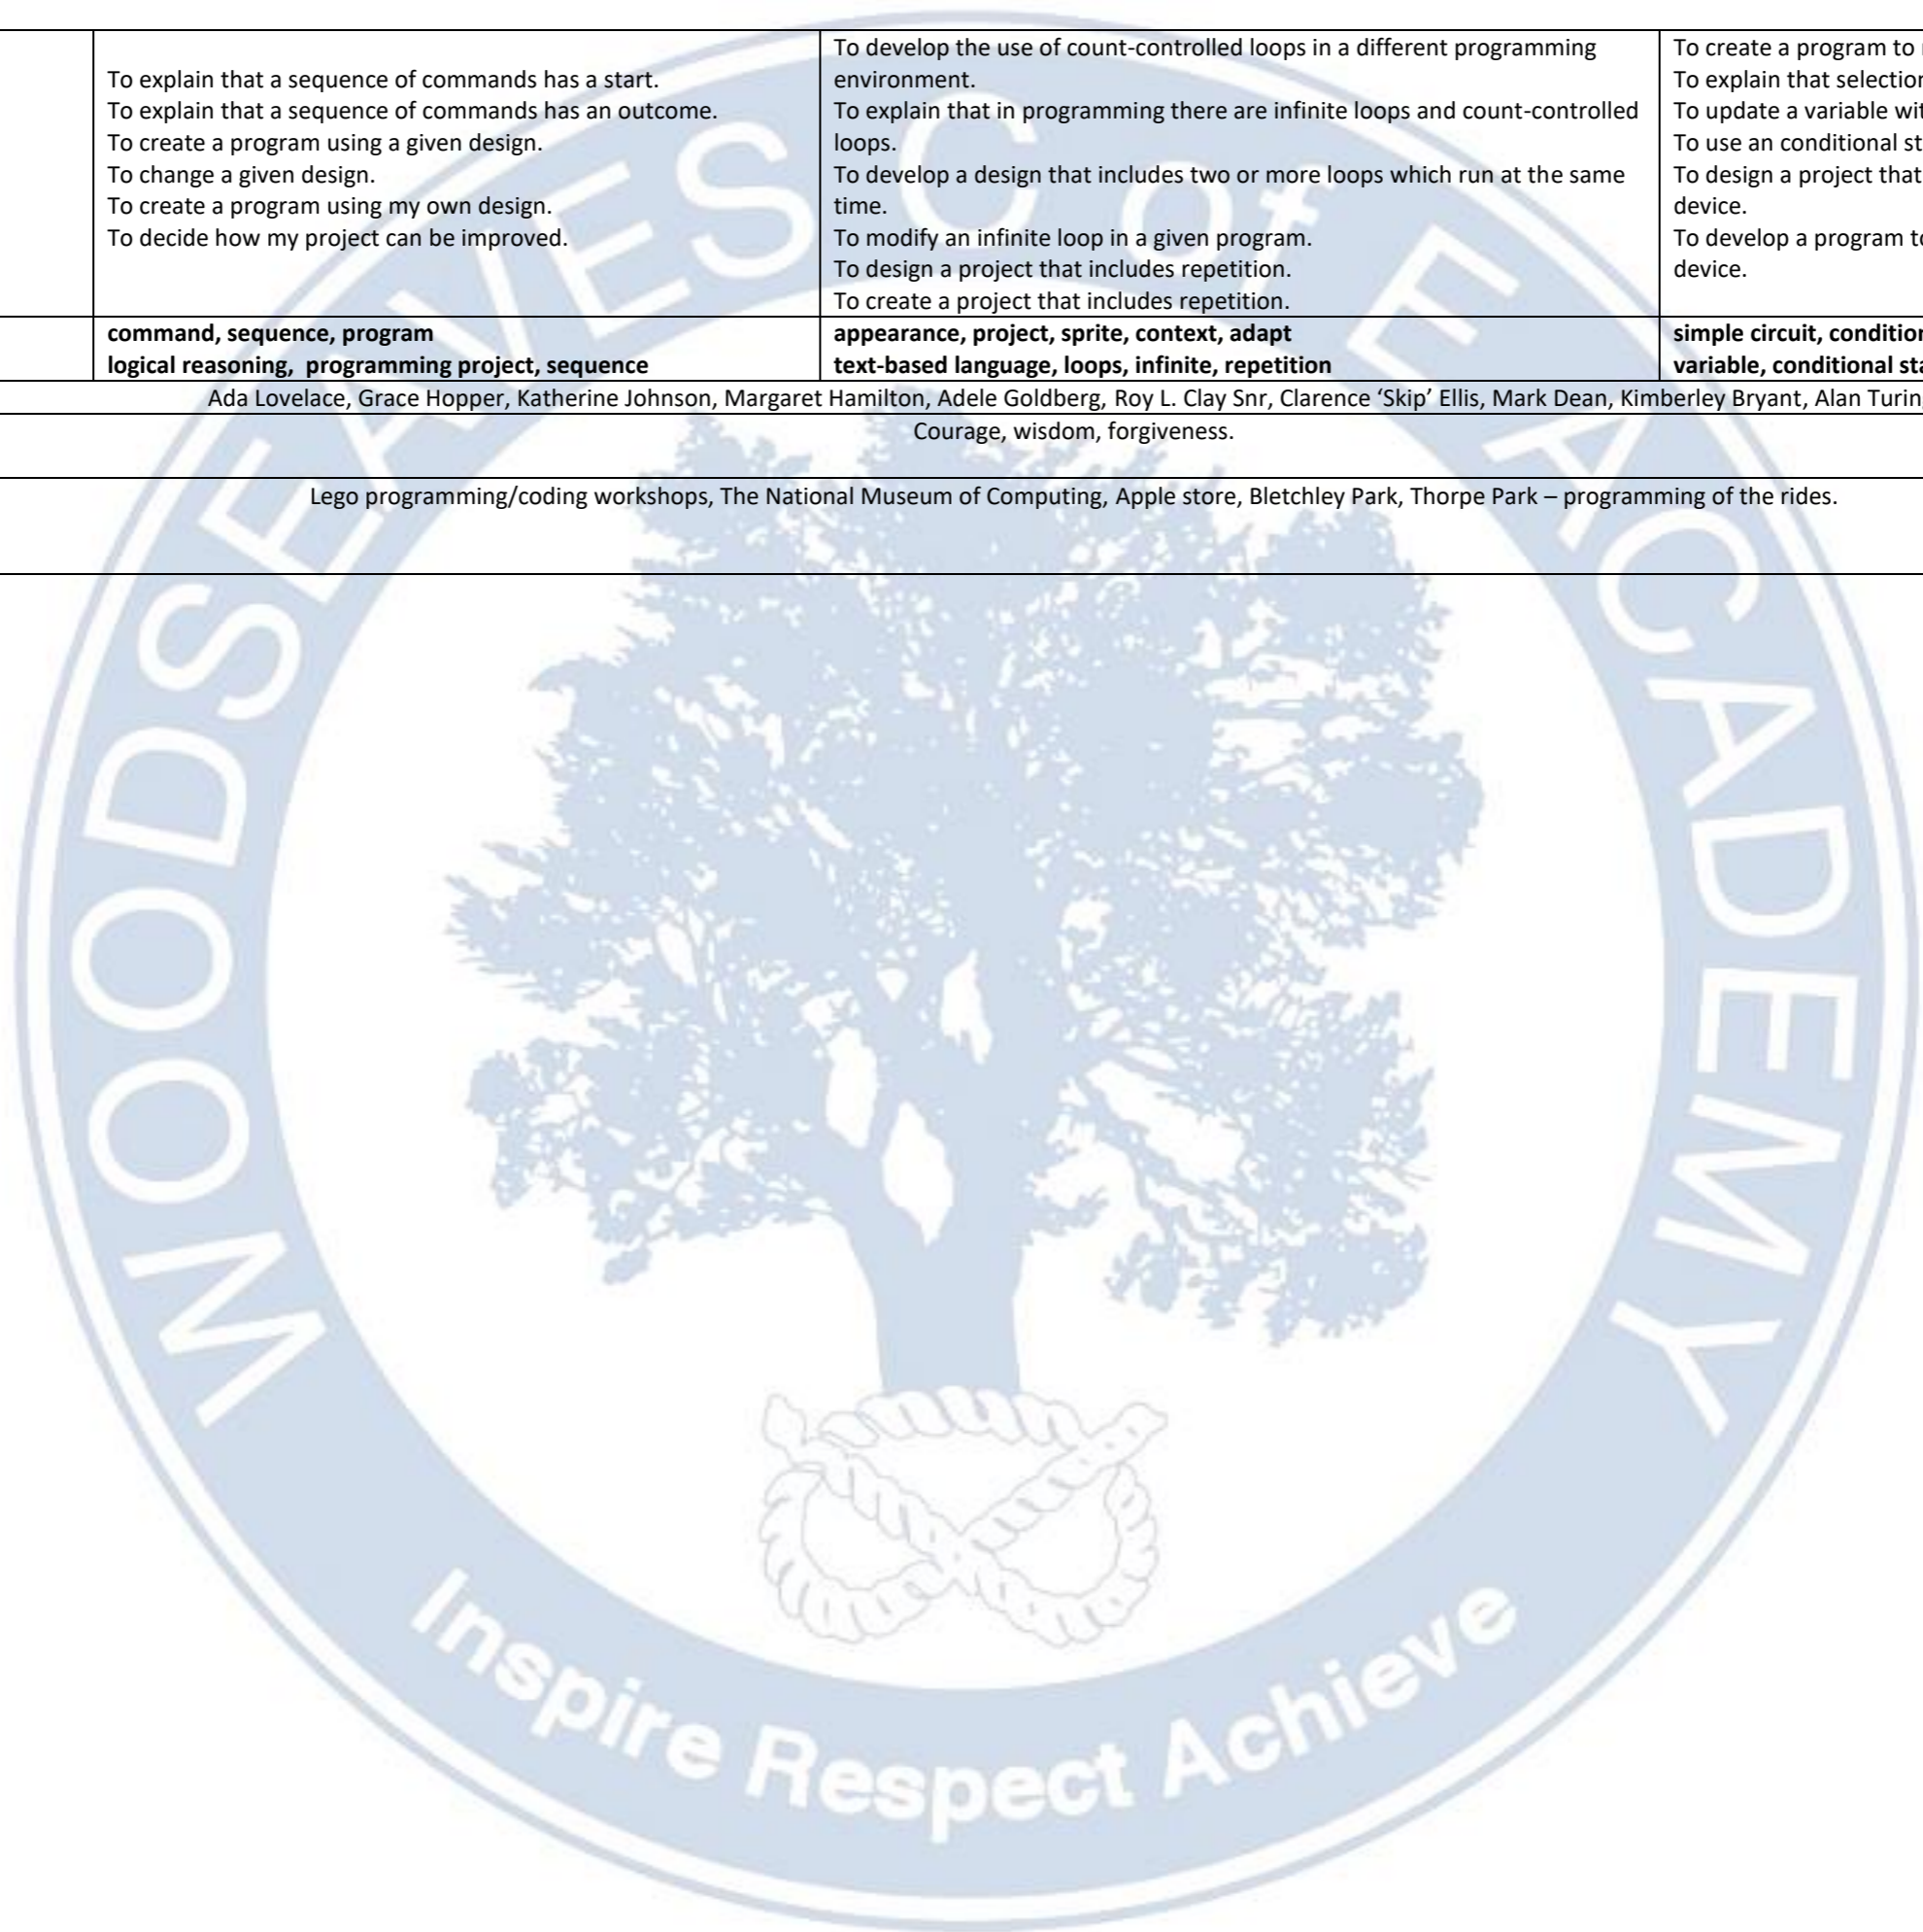 To explain that a sequence of commands has a start.
To explain that a sequence of commands has an outcome.
To create a program using a given design.
To change a given design.
To create a program using my own design.
To decide how my project can be improved.
To develop the use of count-controlled loops in a different programming
environment.
To explain that in programming there are infinite loops and count-controlled
loops.
To develop a design that includes two or more loops which run at the same
time.
To modify an infinite loop in a given program.
To design a project that includes repetition.
To create a project that includes repetition.
To create a program to
To explain that
To update a variable
To use an conditional
To design a project that
device.
To develop a program
device.
command, sequence, program
logical reasoning, programming project, sequence
appearance, project, sprite, context, adapt
text-based language, loops, infinite, repetition
simple circuit,
variable, conditional
Ada Lovelace, Grace Hopper, Katherine Johnson, Margaret Hamilton, Adele Goldberg, Roy L. Clay Snr, Clarence ‘Skip’ Ellis, Mark Dean, Kimberley Bryant, Alan
Courage, wisdom, forgiveness.
Lego programming/coding workshops, The National Museum of Computing, Apple store, Bletchley Park, Thorpe Park – programming of the rides.
WOODSEAVES C of E ACADEMY
Inspire Respect Achieve